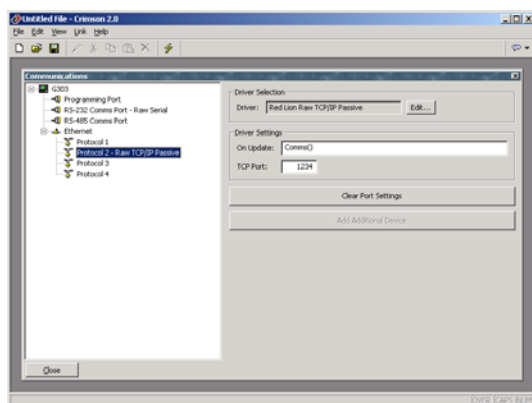 Untitled File - Crimson 2.0
File Edit View Link Help
Communications
G303
Programming Port
RS-232 Comms Port - Raw Serial
RS-485 Comms Port
Ethernet
Protocol 1
Protocol 2 - Raw TCP/IP Passive
Protocol 3
Protocol 4
Driver Selection
Driver: Red Lion Raw TCP/IP Passive Edit...
Driver Settings
On Update: Comms()
TCP Port: 1234
Clear Port Settings
Add Additional Device
Close
OVER CAPS NUM